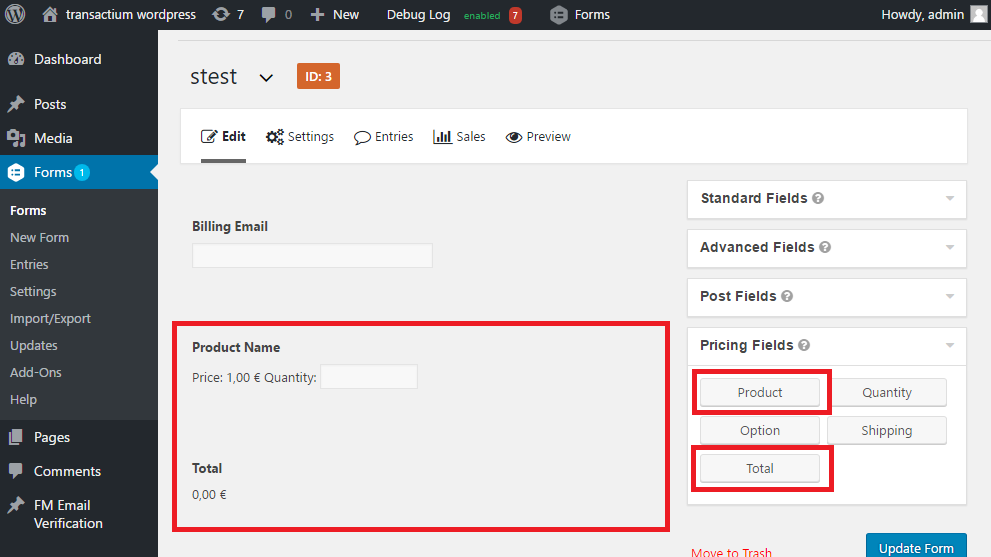 transactium wordpress 7 0 New Debug Log enabled 7 Forms Howdy, admin
Dashboard
Posts
Media
Forms 1
Forms
New Form
Entries
Settings
Import/Export
Updates
Add-Ons
Help
Pages
Comments
FM Email
Verification
stest ID: 3
Edit Settings Entries Sales Preview
Billing Email
Product Name
Price: 1,00 € Quantity:
Total
0,00 €
Standard Fields ?
Advanced Fields ?
Post Fields ?
Pricing Fields ?
Product Quantity
Option Shipping
Total
Move to Trash Update Form